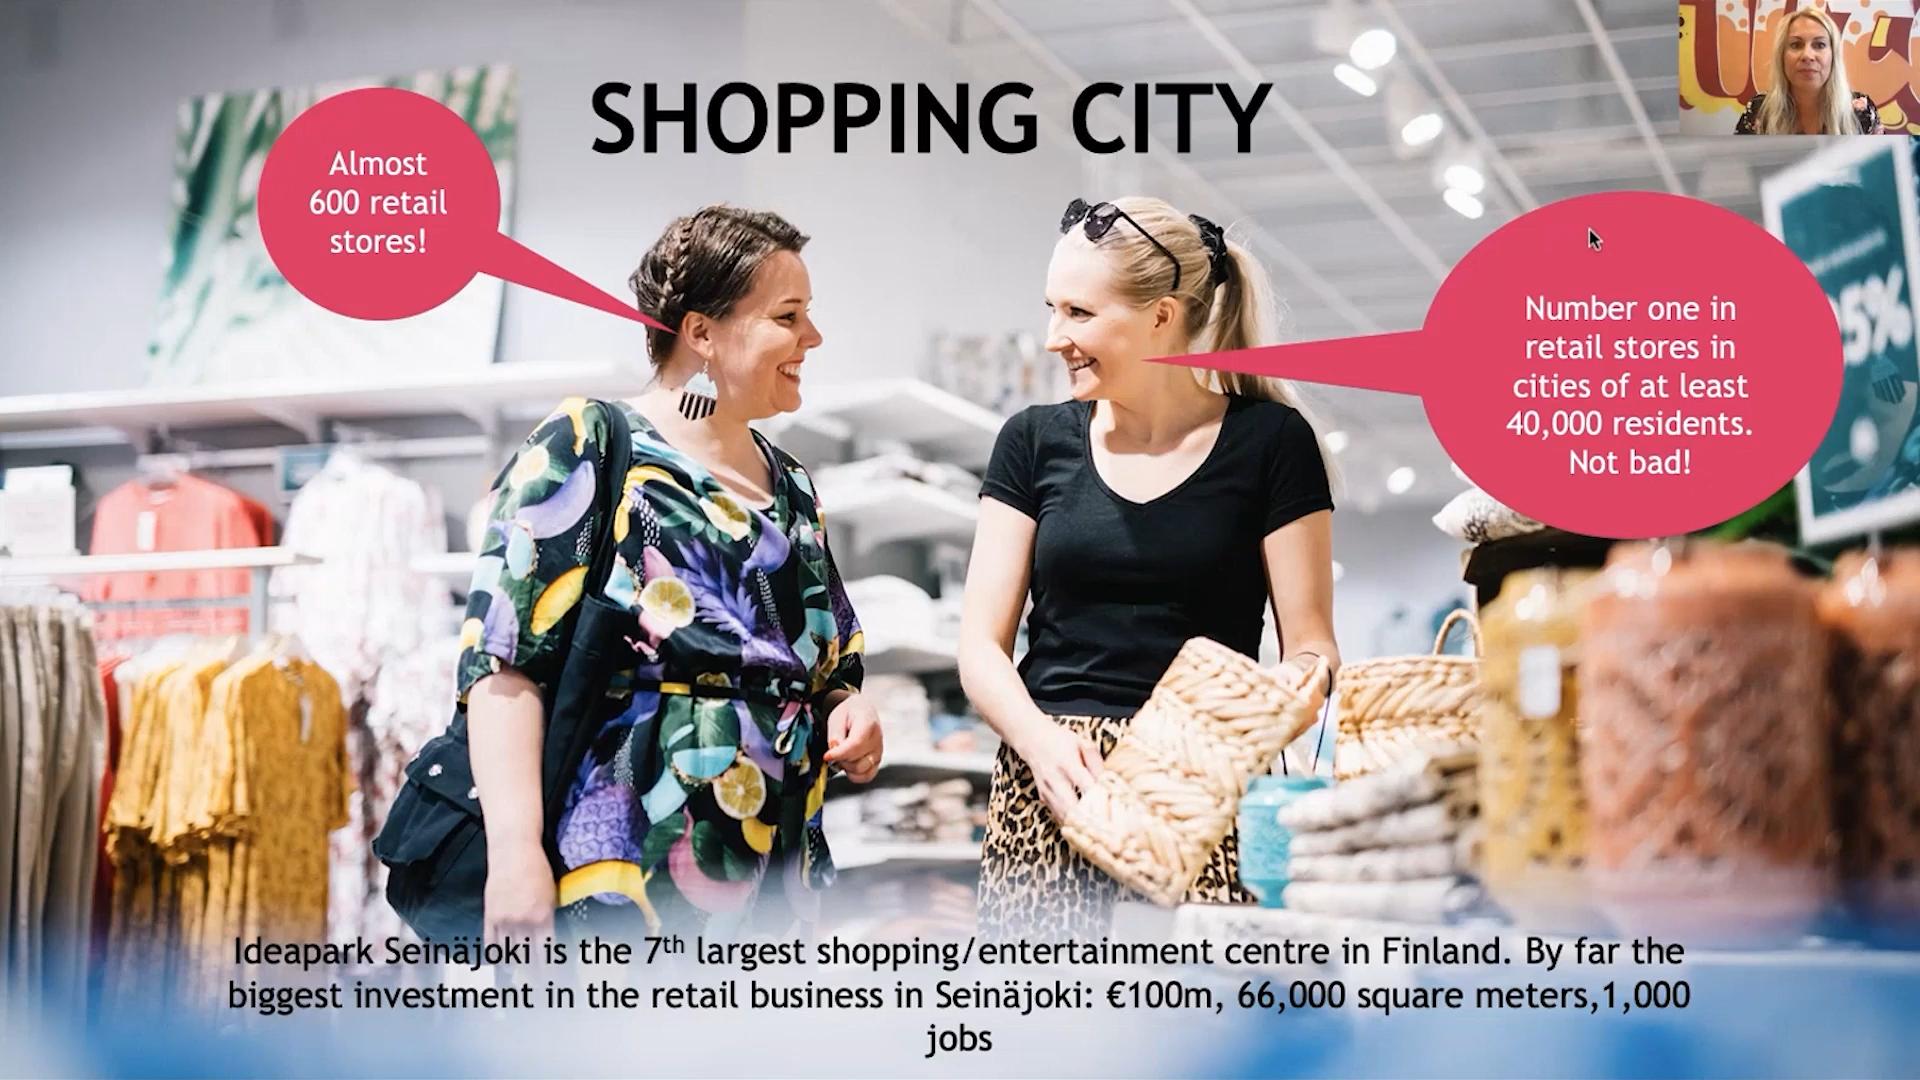 SHOPPING CITY
Almost
600 retail
stores!
Number one in
retail stores in
cities of at least
40,000 residents.
Not bad!
5%
Ideapark Seinäjoki is the 7th largest shopping/entertainment centre in Finland. By far the
biggest investment in the retail business in Seinäjoki: €100m, 66,000 square meters,1,000
jobs